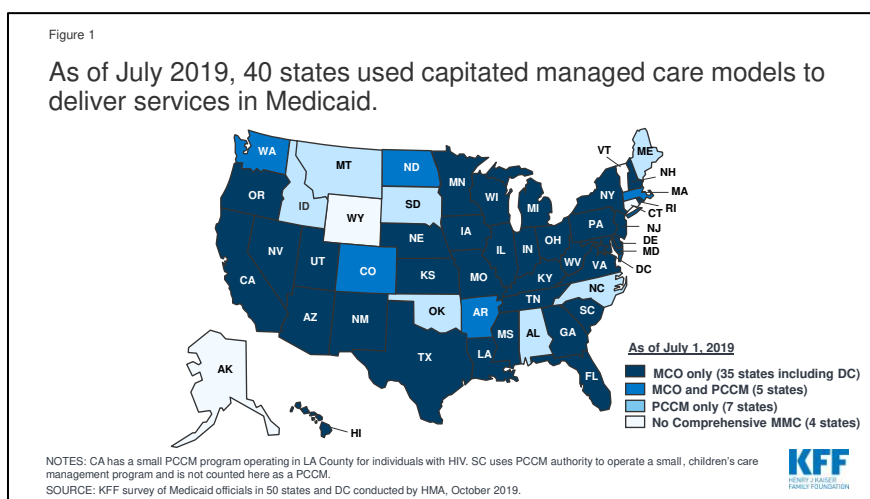 Figure 1
As of July 2019, 40 states used capitated managed care models to
deliver services in Medicaid.
WA
MT
ND
MN
VT
ME
NH
OR
ID
SD
WI
MI
NY
MA
WY
CT
RI
NE
IA
PA
NJ
NV
UT
CO
IL
IN
OH
DE
MD
CA
KS
MO
WV
VA
KY
DC
AZ
NM
OK
AR
TN
NC
SC
MS
AL
GA
TX
LA
FL
AK
HI
As of July 1, 2019
MCO only (35 states including DC)
MCO and PCCM (5 states)
PCCM only (7 states)
No Comprehensive MMC (4 states)
NOTES: CA has a small PCCM program operating in LA County for individuals with HIV. SC uses PCCM authority to operate a small, children's care
management program and is not counted here as a PCCM.
SOURCE: KFF survey of Medicaid officials in 50 states and DC conducted by HMA, October 2019.
KFF
HENRY J KAISER
FAMILY FOUNDATION